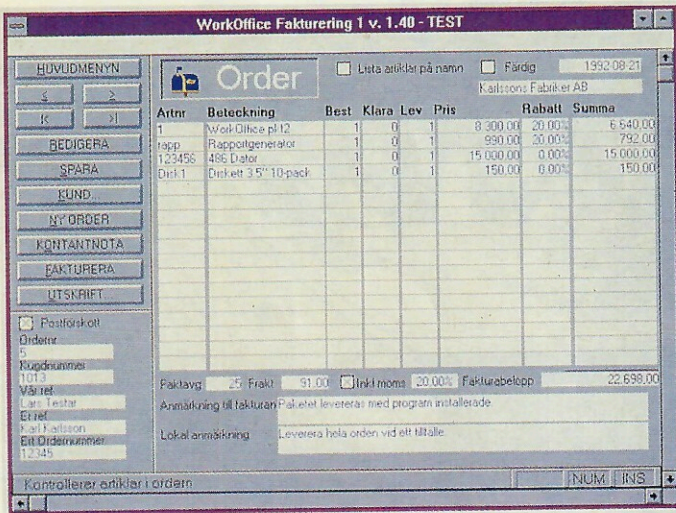 WorkOffice Fakturering 1 v. 1.40 - TEST
HUVUDMENYN
<
>
|<
>|
REDIGERA
SPARA
KUND...
NY ORDER
KONTANTNOTA
FAKTURERA
UTSKRIFT
Postförskott
Ordernr
5
Kundnummer
1013
Vår ref
Lars Testar
Er ref
Karl Karlsson
Ert Ordernummer
12345
Order
Lista artiklar på namn
Färdig
1992-08-21
Karlssons Fabriker AB
Artnr Beteckning Best Klara Lev Pris Rabatt Summa
1 WorkOffice pkt2 1 0 1 8 300,00 20.00% 6 640,00
rapp Rapportgenerator 1 0 1 990,00 20.00% 792,00
123456 486 Dator 1 0 1 15 000,00 0.00% 15 000,00
Disk1 Diskett 3.5" 10-pack 1 0 1 150,00 0.00% 150,00
Faktavg 25 Frakt 91.00 Inkl moms 20.00% Fakturabelopp 22.698,00
Anmärkning till fakturan Paketet levereras med program installerade.
Lokal anmärkning Leverera hela orden vid ett tillfälle.
Kontrollerer artiklar i ordern
NUM INS